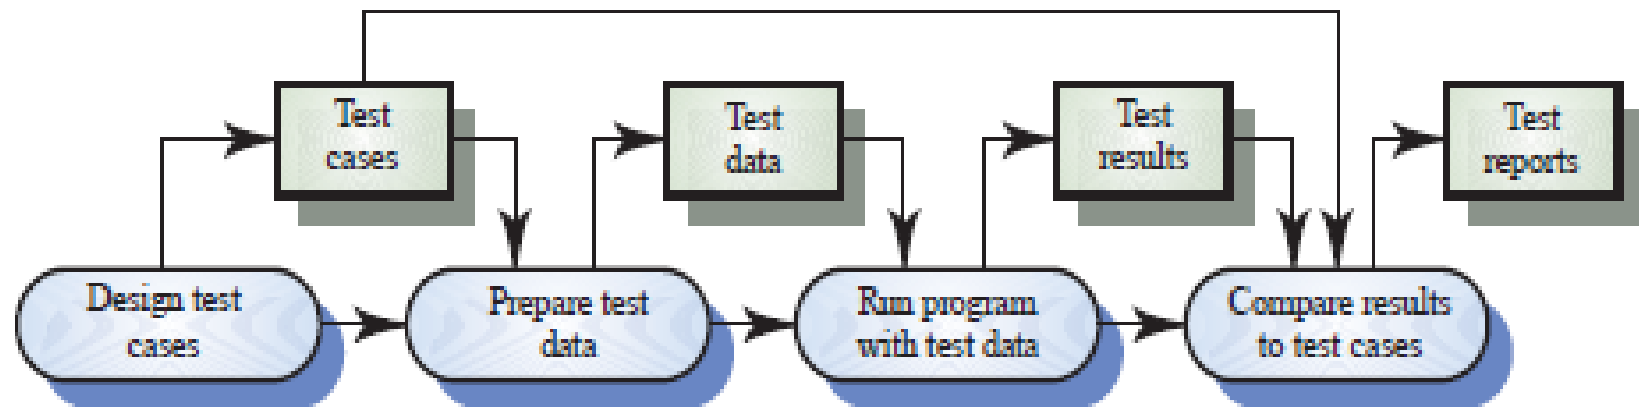 Test
cases
Test
data
Test
results
Test
reports
Design test
cases
Prepare test
data
Run program
with test data
Compare results
to test cases